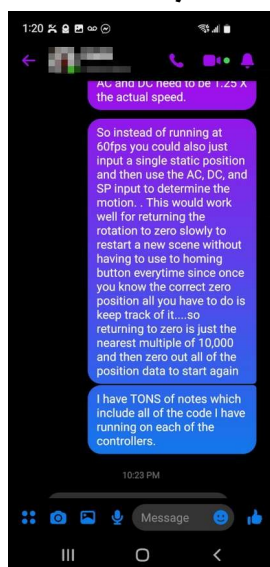 1:20
AC and DC need to be 1.25 X
the actual speed.
So instead of running at
60fps you could also just
input a single static position
and then use the AC, DC, and
SP input to determine the
motion. . This would work
well for returning the
rotation to zero slowly to
restart a new scene without
having to use to homing
button everytime since once
you know the correct zero
position all you have to do is
keep track of it....so
returning to zero is just the
nearest multiple of 10,000
and then zero out all of the
position data to start again
I have TONS of notes which
include all of the code I have
running on each of the
controllers.
10:23 PM
Message